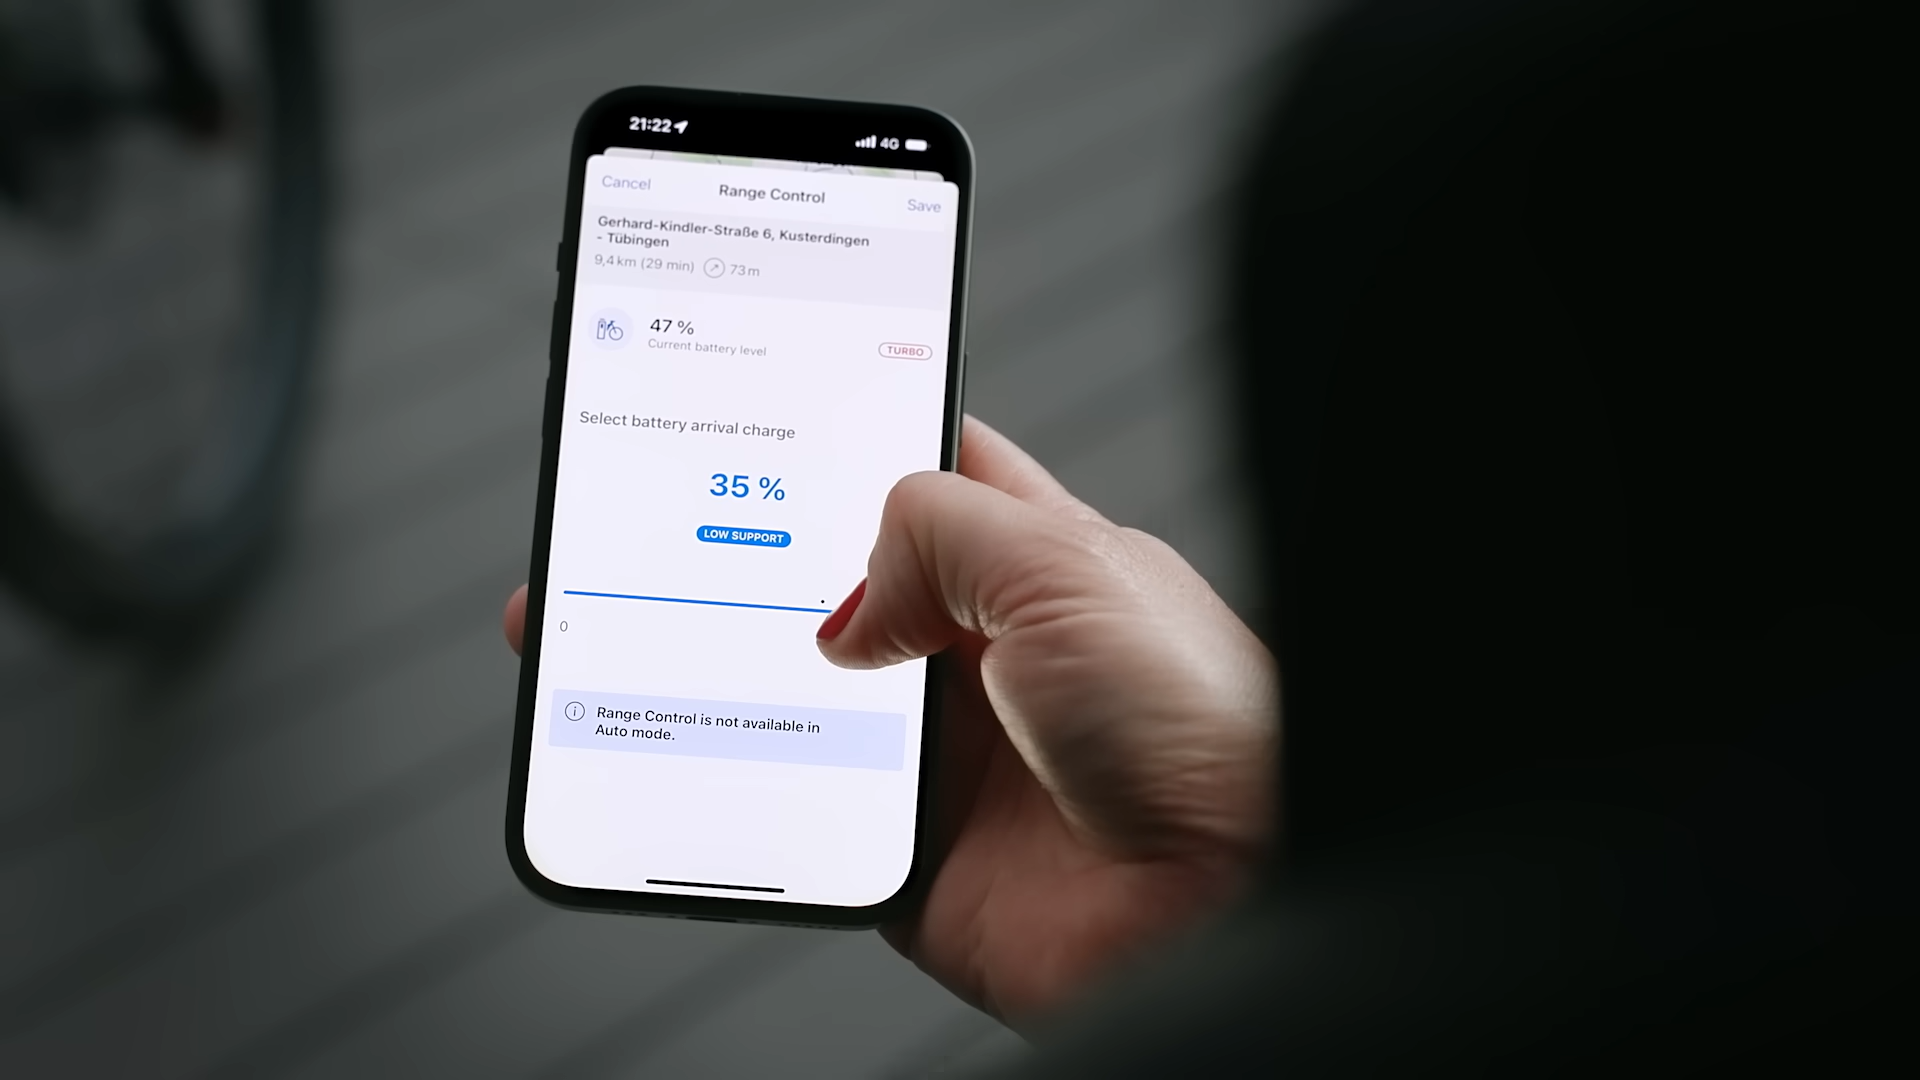 21:22
4G
Cancel
Range Control
Save
Gerhard-Kindler-Straße 6, Kusterdingen
- Tübingen
9,4 km (29 min) 73 m
47 %
Current battery level
TURBO
Select battery arrival charge
35 %
LOW SUPPORT
0
Range Control is not available in
Auto mode.